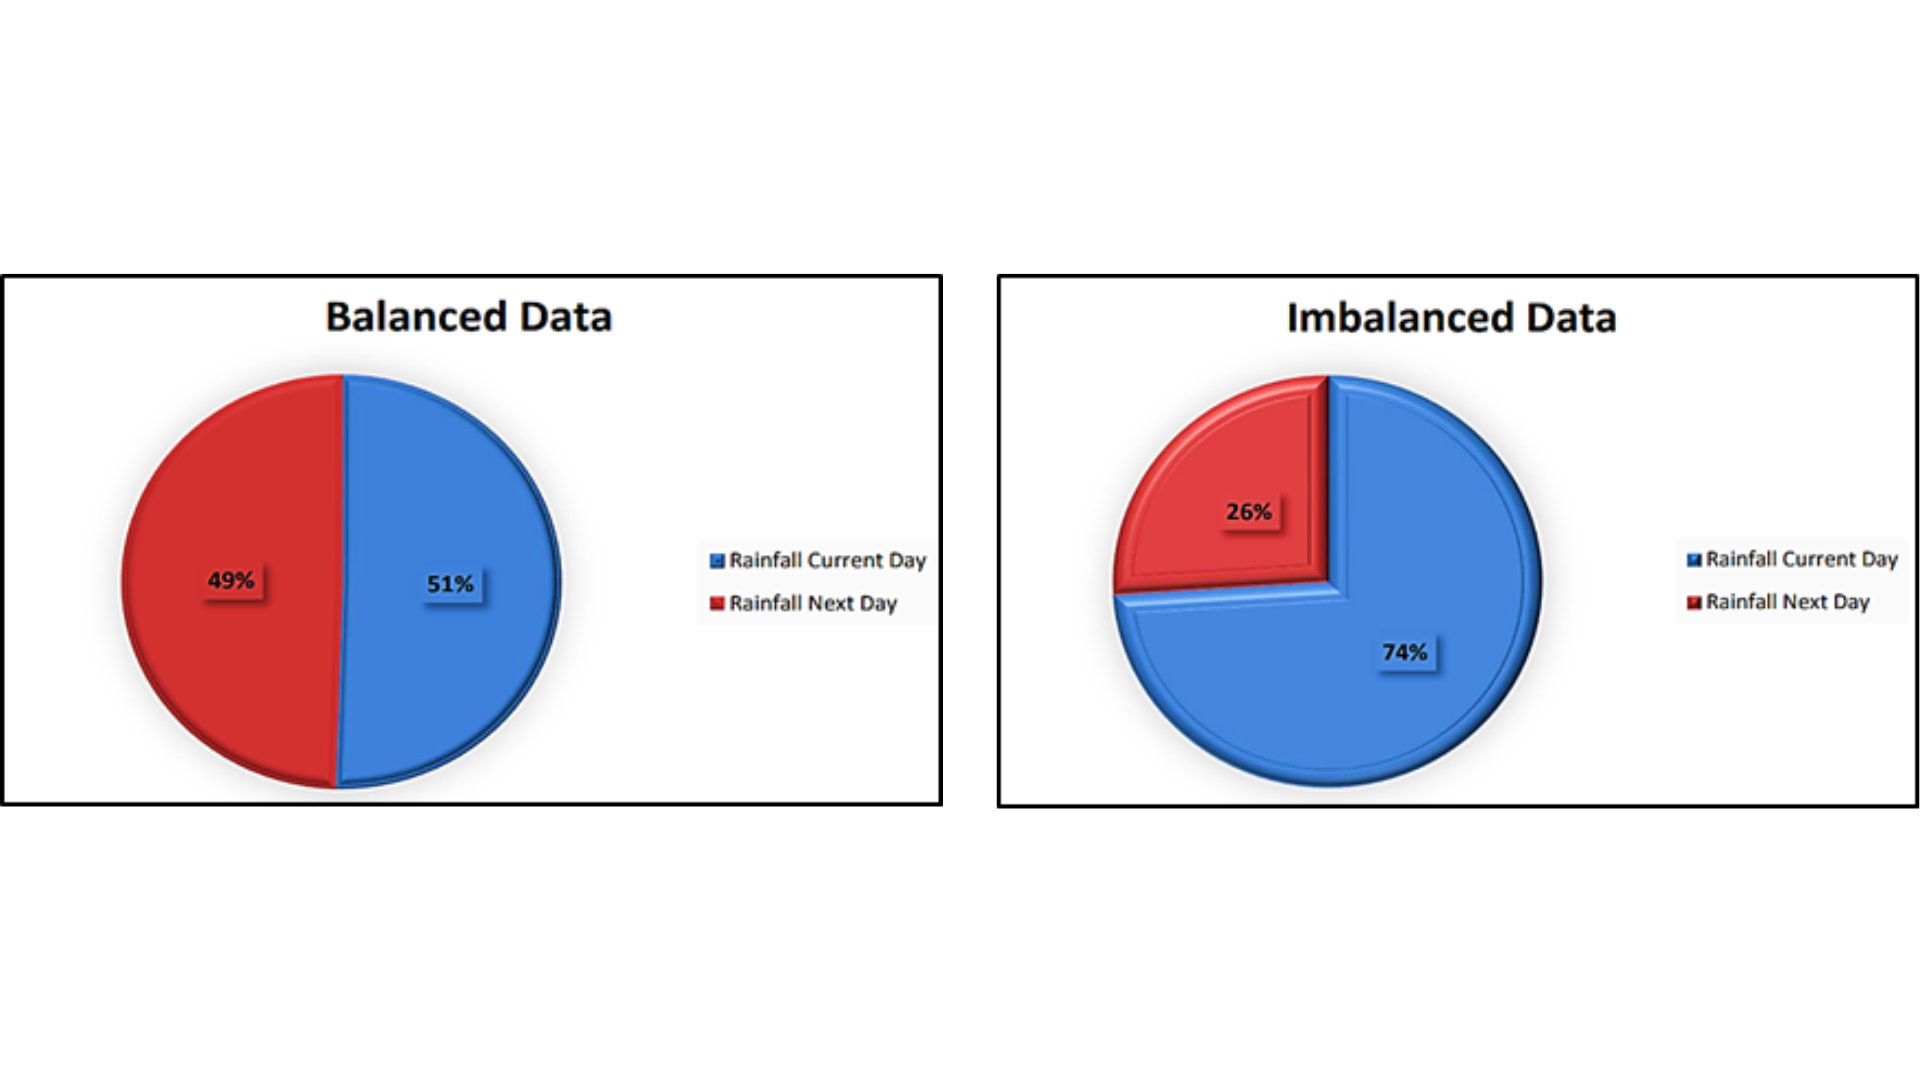 Balanced Data
49%
51%
Rainfall Current Day
Rainfall Next Day
Imbalanced Data
26%
74%
Rainfall Current Day
Rainfall Next Day